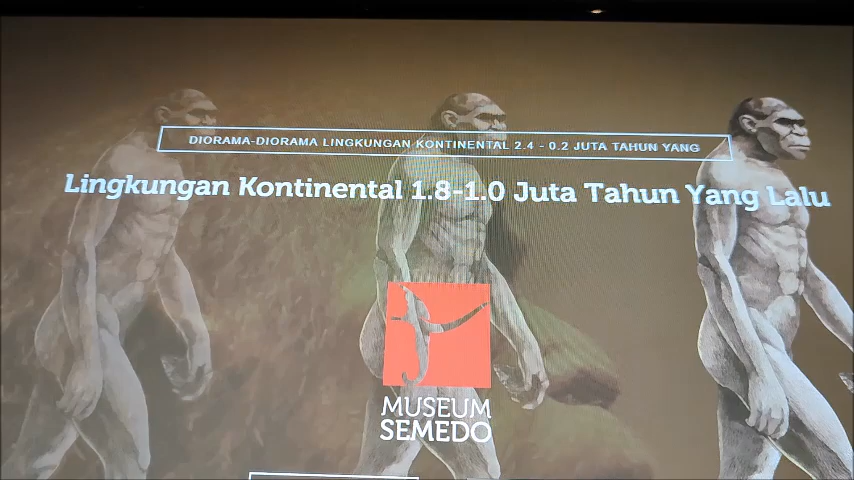 DIORAMA-DIORAMA LINGKUNGAN KONTINENTAL 2.4 - 0.2 JUTA TAHUN YANG
Lingkungan Kontinental 1.8-1.0 Juta Tahun Yang Lalu
MUSEUM
SEMEDO